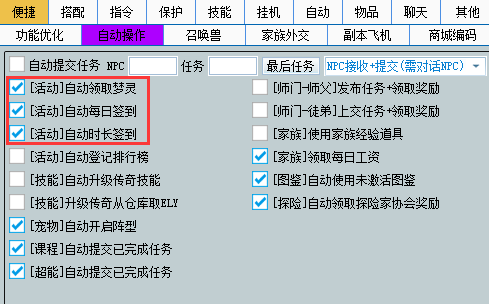 便捷 搭配 指令 保护 技能 挂机 自动 物品 聊天 其他
功能优化 自动操作 召唤兽 家族外交 副本飞机 商城编码
自动提交任务 NPC 任务 最后任务 NPC接收+提交(需对话NPC)
[活动]自动领取梦灵 [师门-师父]发布任务+领取奖励
[活动]自动每日签到 [师门-徒弟]上交任务+领取奖励
[活动]自动时长签到 [家族]使用家族经验道具
[活动]自动登记排行榜 [家族]领取每日工资
[技能]自动升级传奇技能 [图鉴]自动使用未激活图鉴
[技能]升级传奇从仓库取ELY [探险]自动领取探险家协会奖励
[宠物]自动开启阵型
[课程]自动提交已完成任务
[超能]自动提交已完成任务